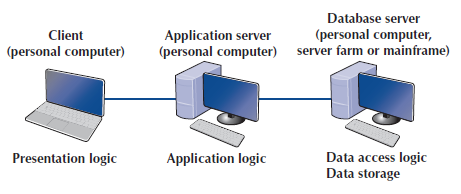 Client
(personal computer)
Application server
(personal computer)
Database server
(personal computer,
server farm or mainframe)
Presentation logic
Application logic
Data access logic
Data storage